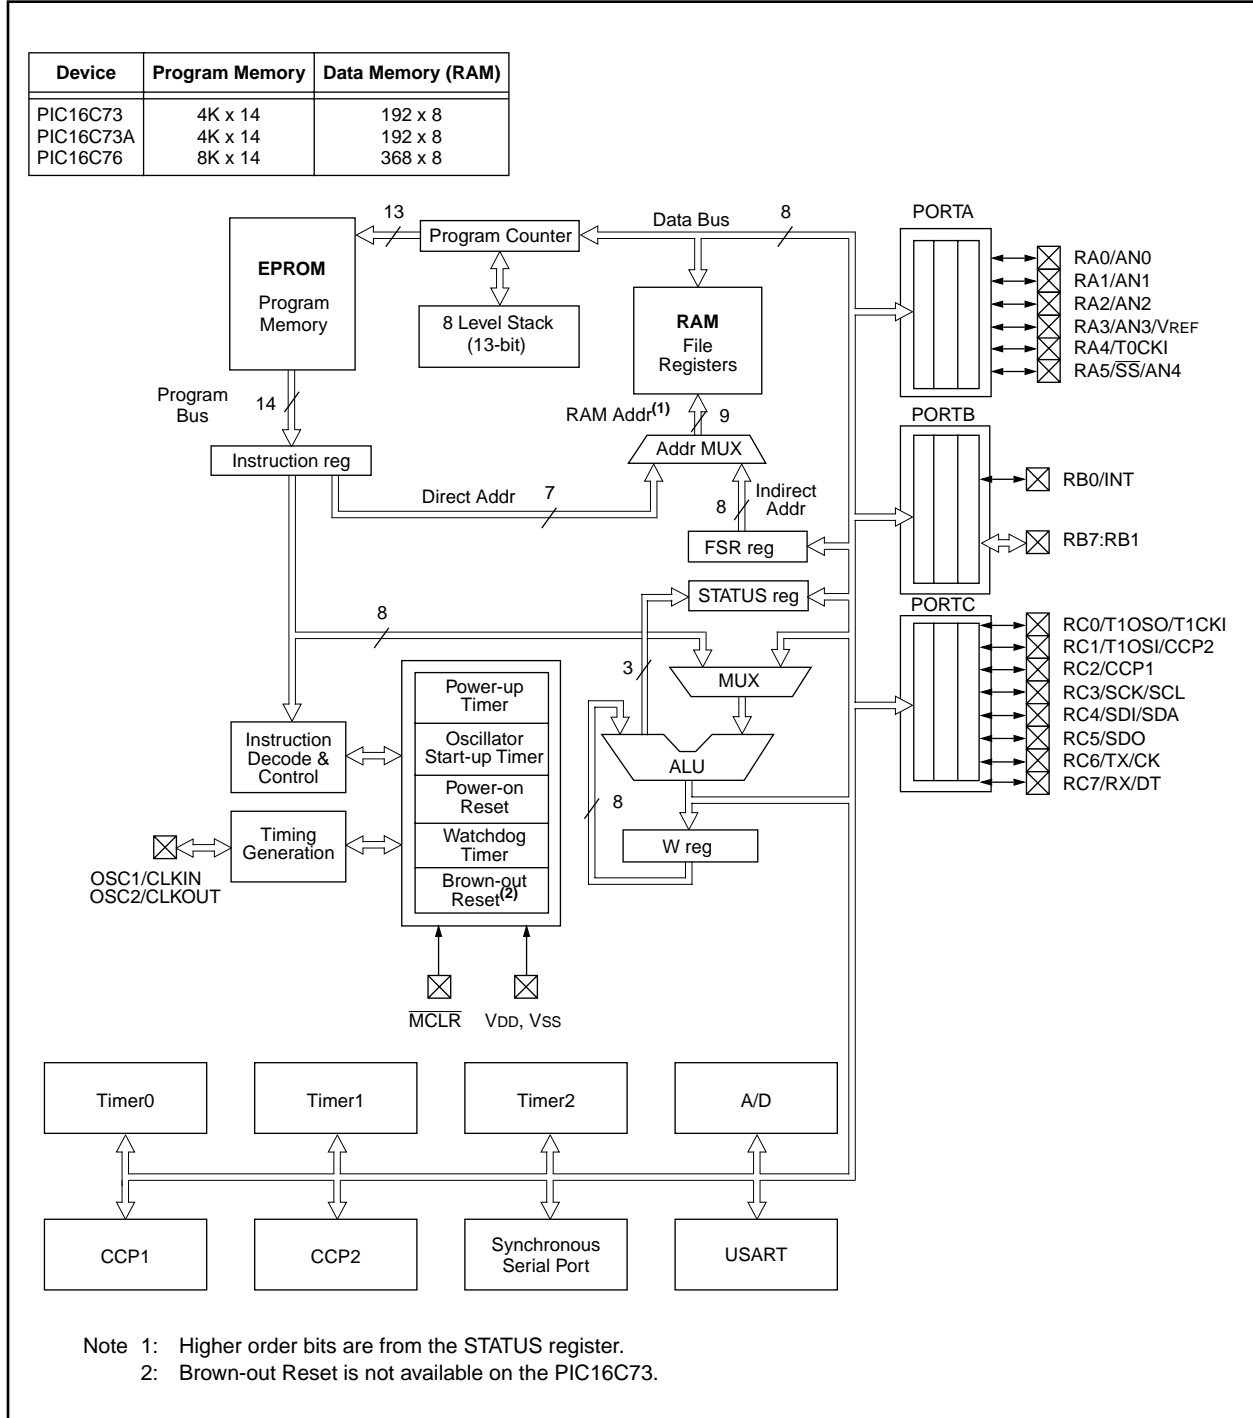 Device Program Memory Data Memory (RAM)
PIC16C73 4K x 14 192 x 8
PIC16C73A 4K x 14 192 x 8
PIC16C76 8K x 14 368 x 8
EPROM
Program
Memory
13
Program Counter
8 Level Stack
(13-bit)
Data Bus
8
RAM
File
Registers
PORTA
RA0/AN0
RA1/AN1
RA2/AN2
RA3/AN3/VREF
RA4/T0CKI
RA5/SS/AN4
Program
Bus
14
RAM Addr(1)
9
Addr MUX
Instruction reg
Direct Addr
7
8
Indirect
Addr
FSR reg
STATUS reg
PORTB
RB0/INT
RB7:RB1
PORTC
RC0/T1OSO/T1CKI
RC1/T1OSI/CCP2
RC2/CCP1
RC3/SCK/SCL
RC4/SDI/SDA
RC5/SDO
RC6/TX/CK
RC7/RX/DT
8
3
MUX
ALU
8
W reg
Power-up
Timer
Oscillator
Start-up Timer
Power-on
Reset
Watchdog
Timer
Brown-out
Reset(2)
Instruction
Decode &
Control
Timing
Generation
OSC1/CLKIN
OSC2/CLKOUT
MCLR
VDD, VSS
Timer0
Timer1
Timer2
A/D
CCP1
CCP2
Synchronous
Serial Port
USART
Note 1: Higher order bits are from the STATUS register.
2: Brown-out Reset is not available on the PIC16C73.